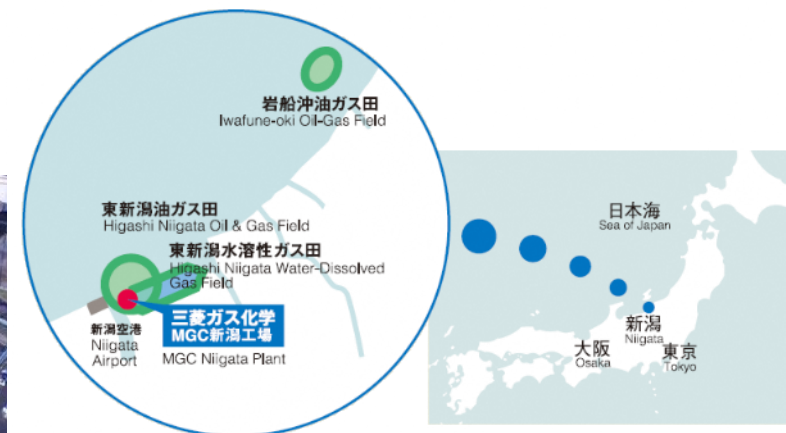 岩船沖油ガス田
Iwafune-oki Oil-Gas Field
東新潟油ガス田
Higashi Niigata Oil & Gas Field
東新潟水溶性ガス田
Higashi Niigata Water-Dissolved
Gas Field
三菱ガス化学
MGC新潟工場
MGC Niigata Plant
新潟空港
Niigata
Airport
日本海
Sea of Japan
新潟
Niigata
大阪
Osaka
東京
Tokyo